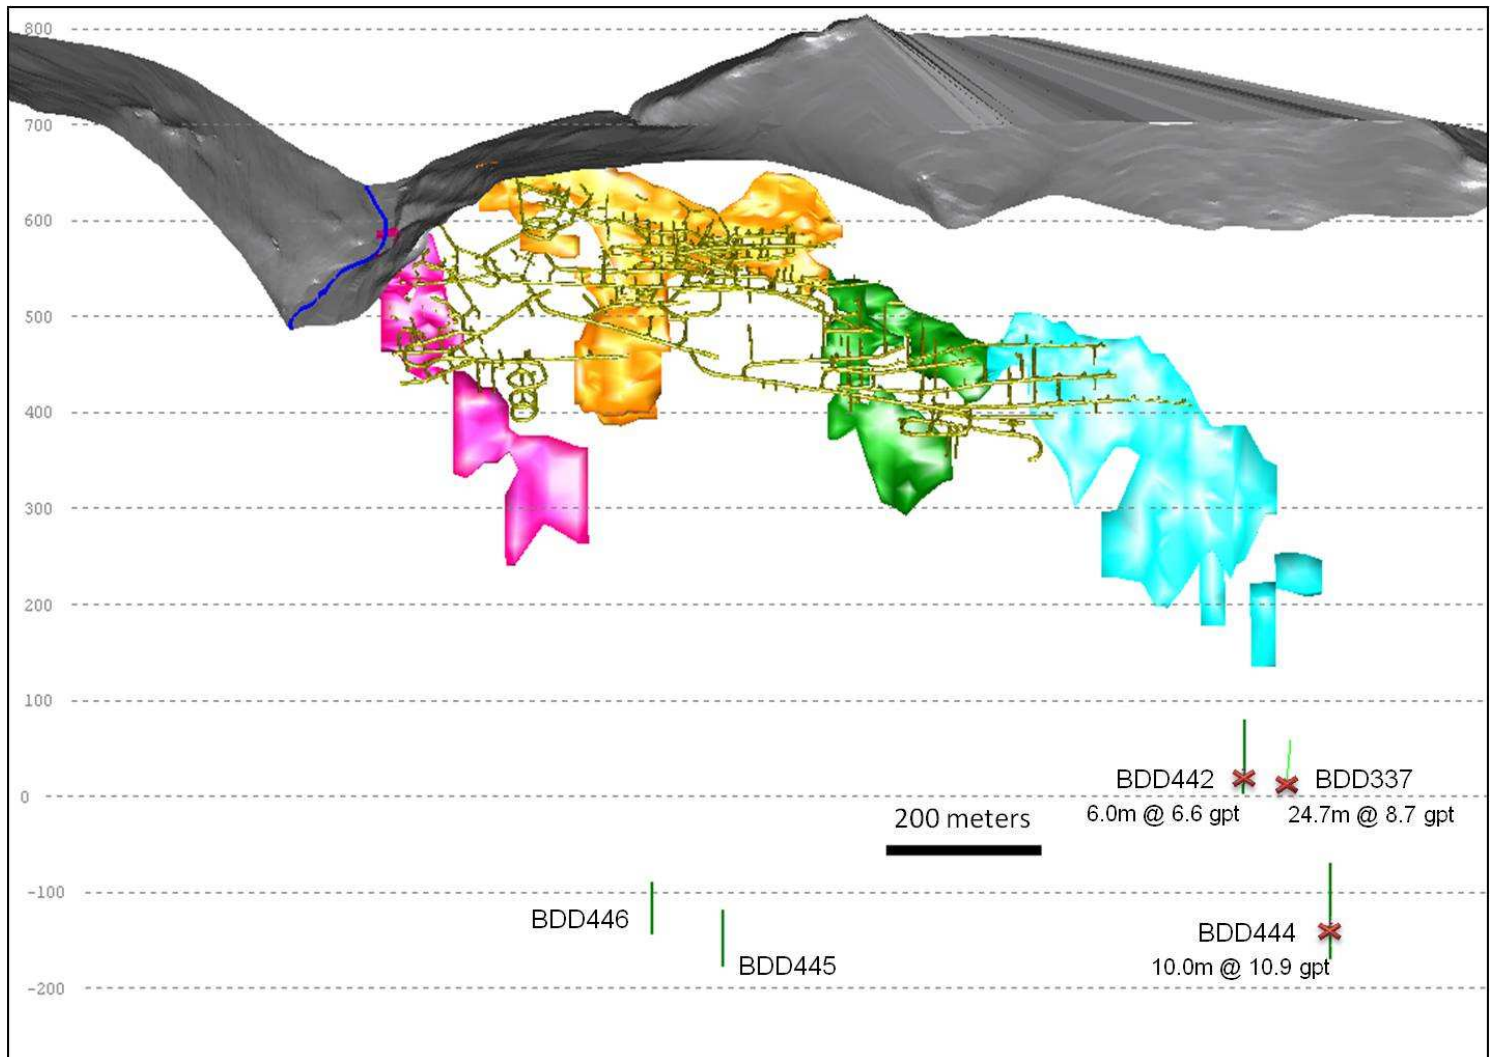 800
700
600
500
400
300
200
100
BDD442
BDD337
0
6.0m @ 6.6 gpt
24.7m @ 8.7 gpt
200 meters
-100
BDD446
BDD444
BDD445
10.0m @ 10.9 gpt
-200